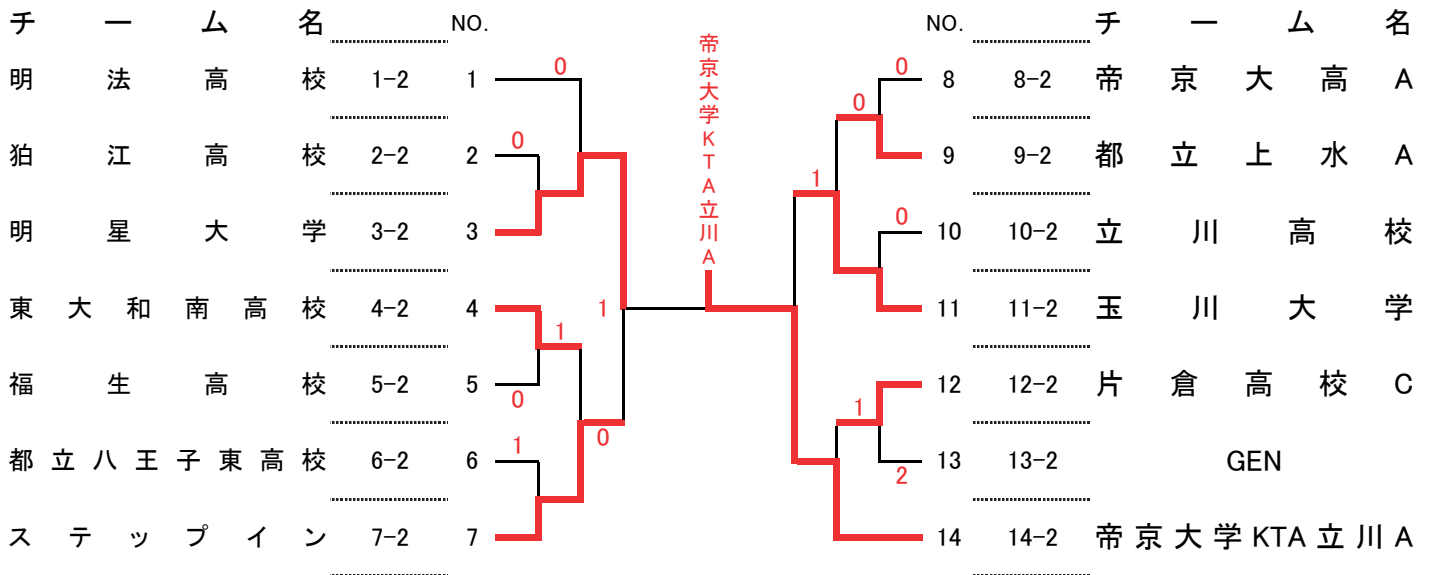 チーム名 NO. NO. チーム名
帝京大学KTA立川A
0 0
明法高校 1-2 1 8 8-2 帝京大高A
0
0
狛江高校 2-2 2 9 9-2 都立上水A
1
0
明星大学 3-2 3 10 10-2 立川高校
東大和南高校 4-2 4 1 11 11-2 玉川大学
1
福生高校 5-2 5 12 12-2 片倉高校C
0 1
0
1
都立八王子東高校 6-2 6 13 13-2 GEN
2
ステップイン 7-2 7 14 14-2 帝京大学KTA立川A